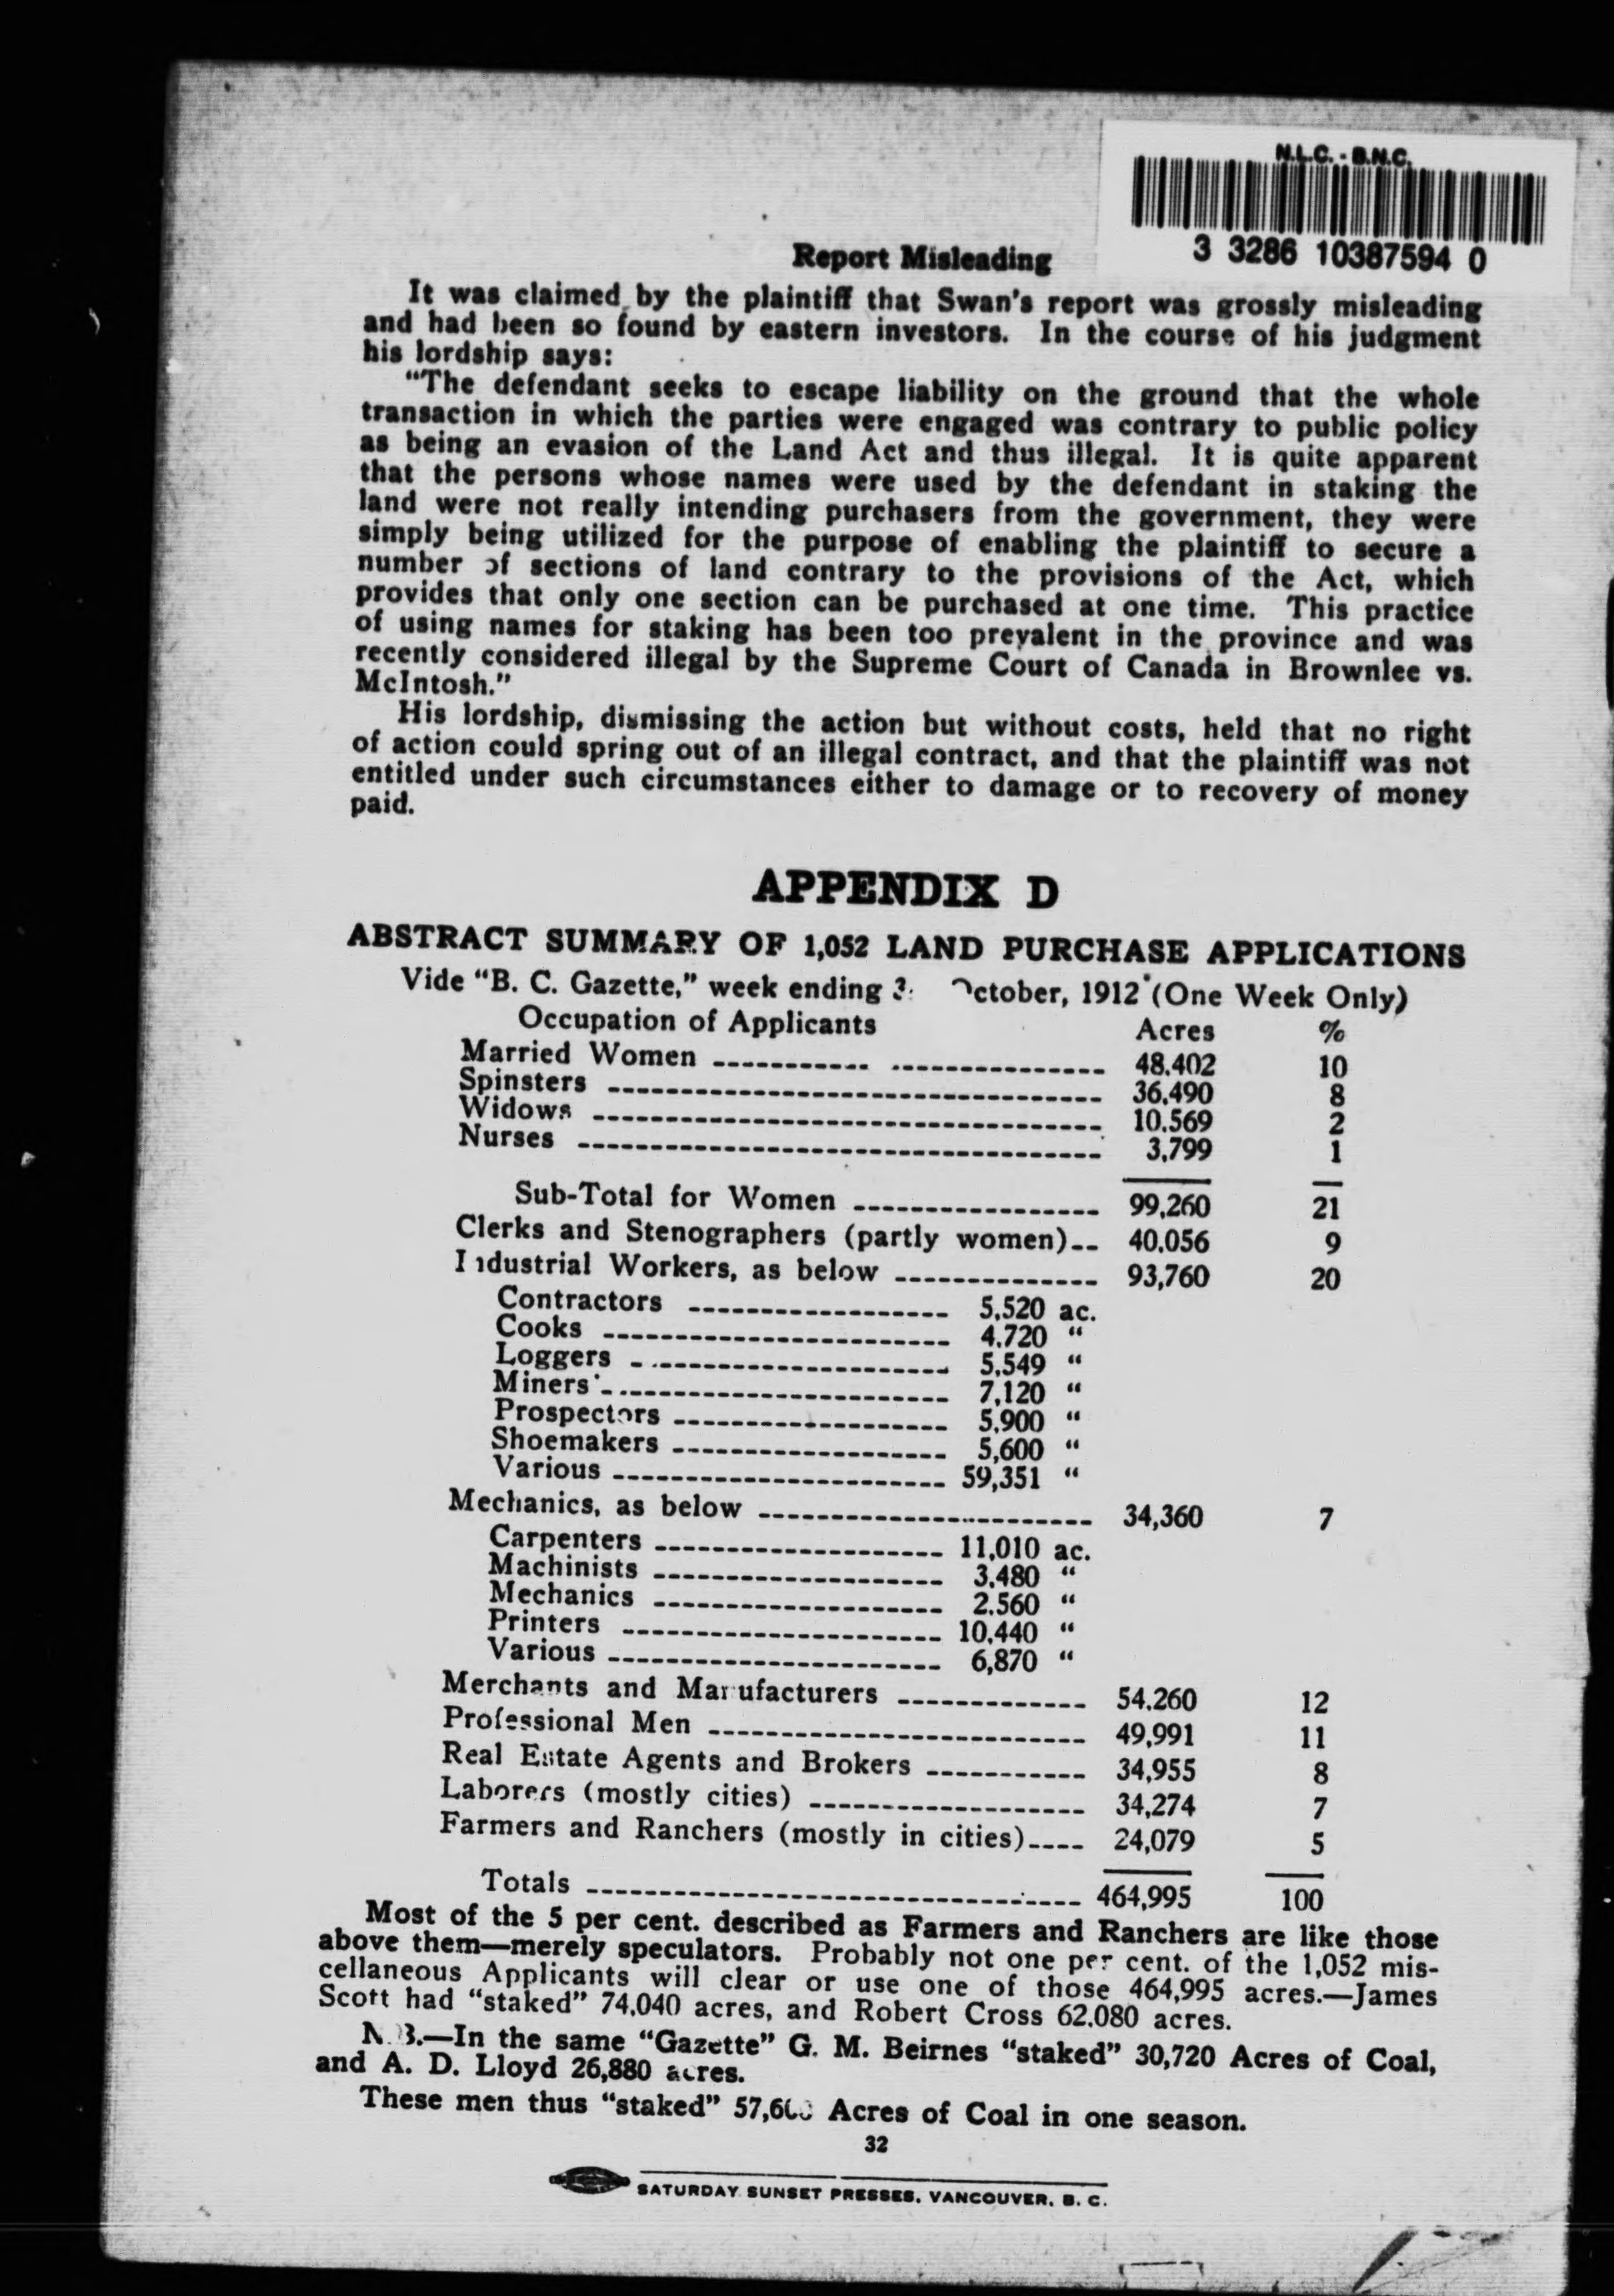 N.L.C. - B.N.C.
3 3286 10387594 0
Report Misleading
It was claimed by the plaintiff that Swan's report was grossly misleading
and had been so found by eastern investors. In the course of his judgment
his lordship says:
"The defendant seeks to escape liability on the ground that the whole
transaction in which the parties were engaged was contrary to public policy
as being an evasion of the Land Act and thus illegal. It is quite apparent
that the persons whose names were used by the defendant in staking the
land were not really intending purchasers from the government, they were
simply being utilized for the purpose of enabling the plaintiff to secure a
number of sections of land contrary to the provisions of the Act, which
provides that only one section can be purchased at one time. This practice
of using names for staking has been too prevalent in the province and was
recently considered illegal by the Supreme Court of Canada in Brownlee vs.
McIntosh."
His lordship, dismissing the action but without costs, held that no right
of action could spring out of an illegal contract, and that the plaintiff was not
entitled under such circumstances either to damage or to recovery of money
paid.
APPENDIX D
ABSTRACT SUMMARY OF 1,052 LAND PURCHASE APPLICATIONS
Vide "B. C. Gazette," week ending October, 1912 (One Week Only)
Occupation of Applicants Acres %
Married Women 48,402 10
Spinsters 36,490 8
Widows 10,569 2
Nurses 3,799 1
Sub-Total for Women 99,260 21
Clerks and Stenographers (partly women) 40,056 9
Industrial Workers, as below 93,760 20
Contractors 5,520 ac.
Cooks 4,720 "
Loggers 5,549 "
Miners 7,120 "
Prospectors 5,900 "
Shoemakers 5,600 "
Various 59,351 "
Mechanics, as below 34,360 7
Carpenters 11,010 ac.
Machinists 3,480 "
Mechanics 2,560 "
Printers 10,440 "
Various 6,870 "
Merchants and Manufacturers 54,260 12
Professional Men 49,991 11
Real Estate Agents and Brokers 34,955 8
Laborers (mostly cities) 34,274 7
Farmers and Ranchers (mostly in cities) 24,079 5
Totals 464,995 100
Most of the 5 per cent. described as Farmers and Ranchers are like those
above them—merely speculators. Probably not one per cent. of the 1,052 mis-
cellaneous Applicants will clear or use one of those 464,995 acres.—James
Scott had "staked" 74,040 acres, and Robert Cross 62,080 acres.
N.B.—In the same "Gazette" G. M. Beirnes "staked" 30,720 Acres of Coal,
and A. D. Lloyd 26,880 acres.
These men thus "staked" 57,600 Acres of Coal in one season.
32
SATURDAY SUNSET PRESSES, VANCOUVER, B. C.